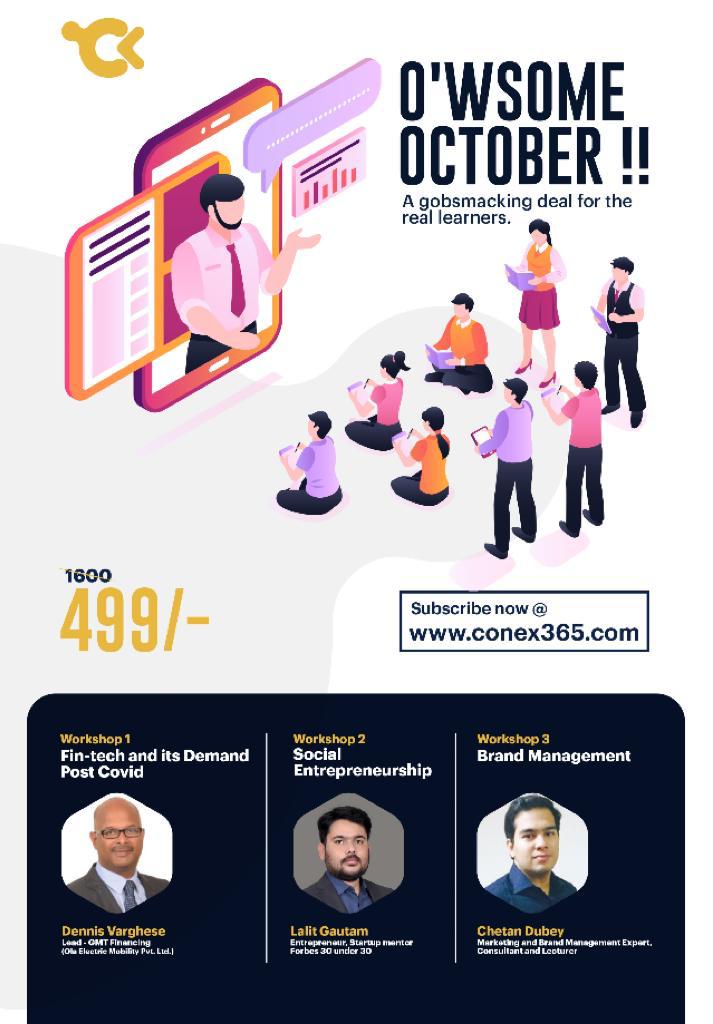 O'WSOME
OCTOBER !!
A gobsmacking deal for the
real learners.
1600
499/-
Subscribe now @
www.conex365.com
Workshop 1
Fin-tech and its Demand
Post Covid
Dennis Varghese
Lead - GMT Financing
(Ola Electric Mobility Pvt. Ltd.)
Workshop 2
Social
Entrepreneurship
Lalit Gautam
Entrepreneur, Startup mentor
Forbes 30 under 30
Workshop 3
Brand Management
Chetan Dubey
Marketing and Brand Management Expert,
Consultant and Lecturer